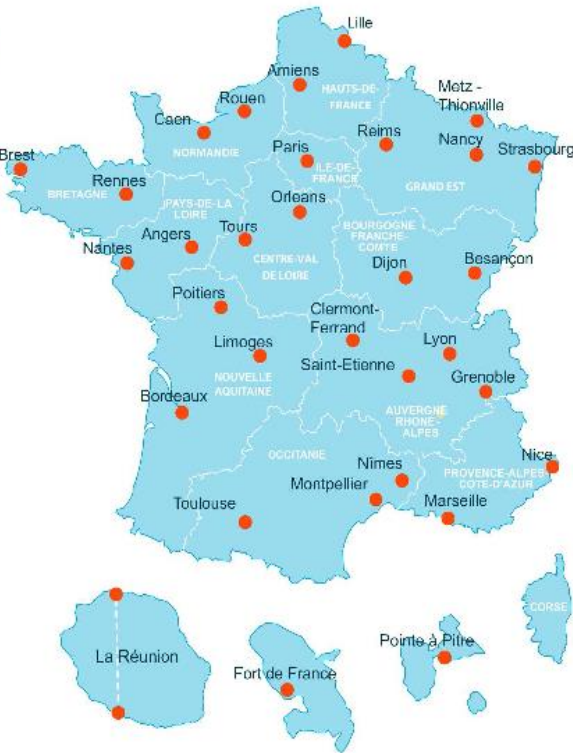 Lille
Amiens
HAUTS-DE-
FRANCE
Metz -
Thionville
Rouen
Caen
Reims
Nancy
Strasbourg
NORMANDIE
Paris
ILE-DE-
FRANCE
Brest
Rennes
BRETAGNE
GRAND EST
PAYS-DE-LA
LOIRE
Orleans
BOURGOGNE
FRANCHE-
COMTE
Angers
Tours
Nantes
CENTRE-VAL
DE LOIRE
Dijon
Besançon
Poitiers
Clermont-
Ferrand
Limoges
Lyon
Saint-Etienne
Grenoble
NOUVELLE
AQUITAINE
Bordeaux
AUVERGNE
RHONE-
ALPES
OCCITANIE
Nice
Nîmes
PROVENCE-ALPES
COTE-D'AZUR
Montpellier
Toulouse
Marseille
CORSE
La Réunion
Fort de France
Pointe à Pitre